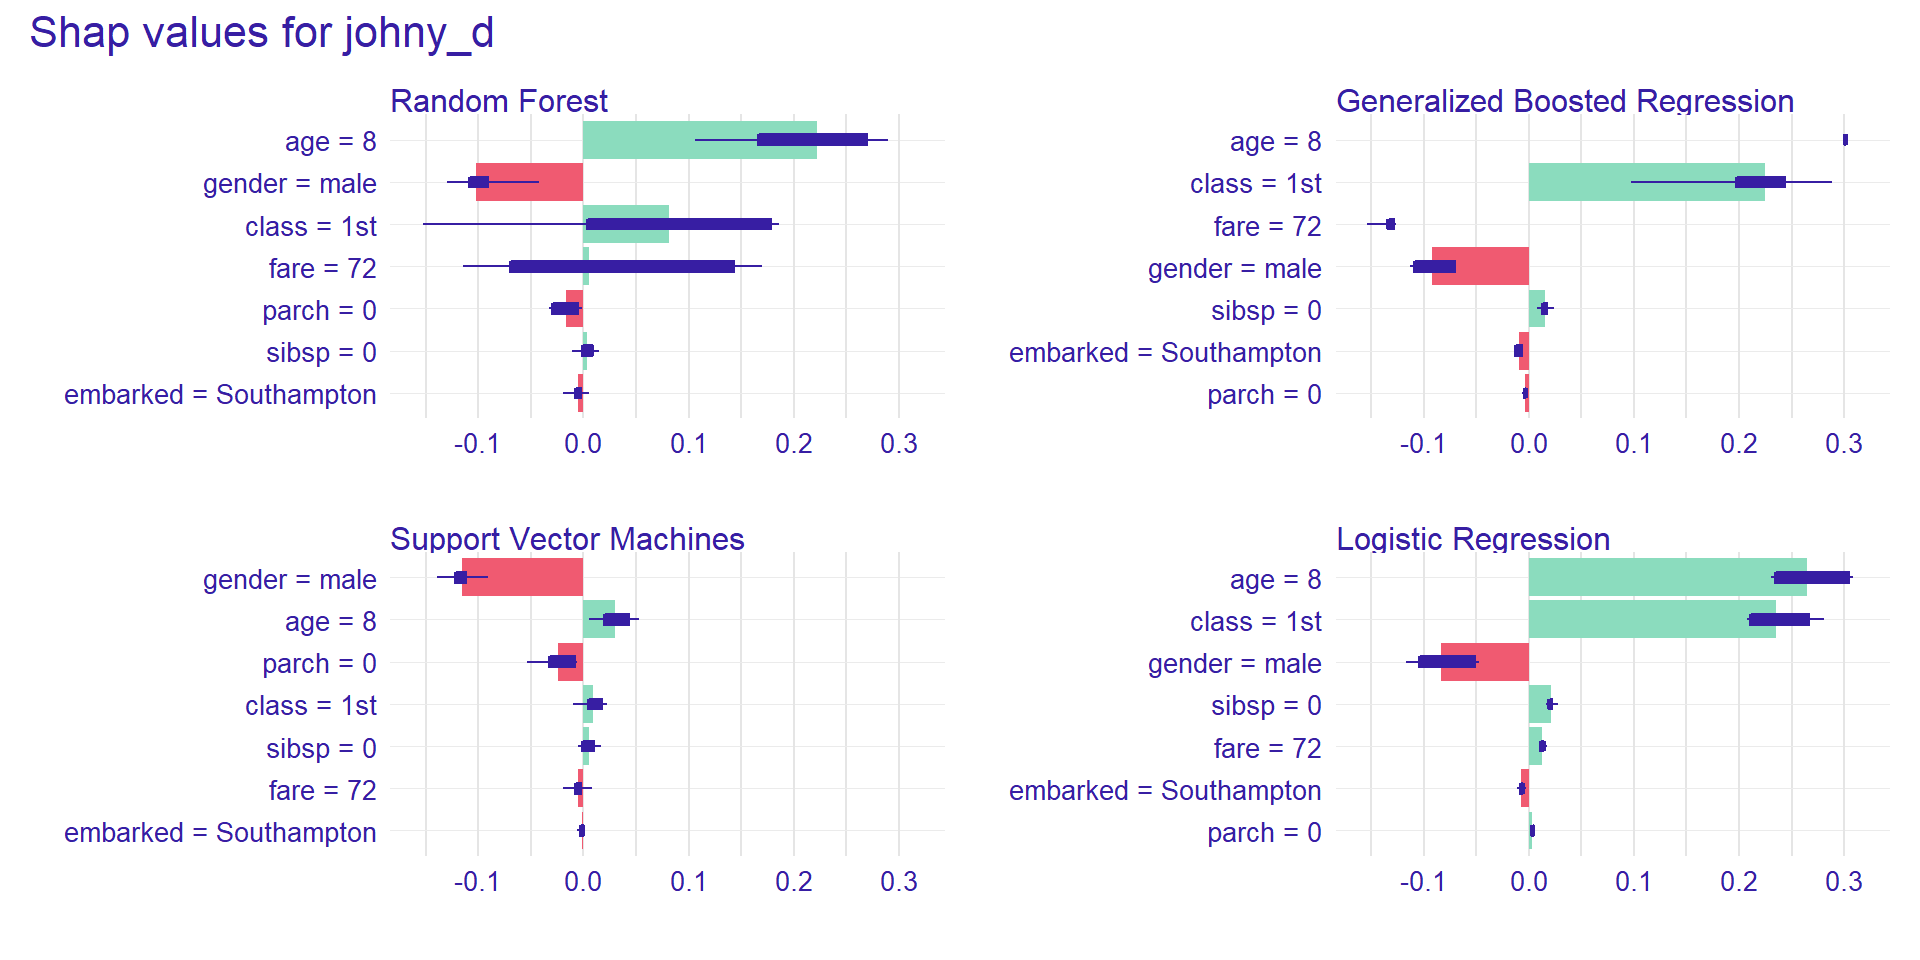 Shap values for johny_d
Random Forest
age = 8
gender = male
class = 1st
fare = 72
parch = 0
sibsp = 0
embarked = Southampton
-0.1 0.0 0.1 0.2 0.3
Generalized Boosted Regression
age = 8
class = 1st
fare = 72
gender = male
sibsp = 0
embarked = Southampton
parch = 0
-0.1 0.0 0.1 0.2 0.3
Support Vector Machines
gender = male
age = 8
parch = 0
class = 1st
sibsp = 0
fare = 72
embarked = Southampton
-0.1 0.0 0.1 0.2 0.3
Logistic Regression
age = 8
class = 1st
gender = male
sibsp = 0
fare = 72
embarked = Southampton
parch = 0
-0.1 0.0 0.1 0.2 0.3